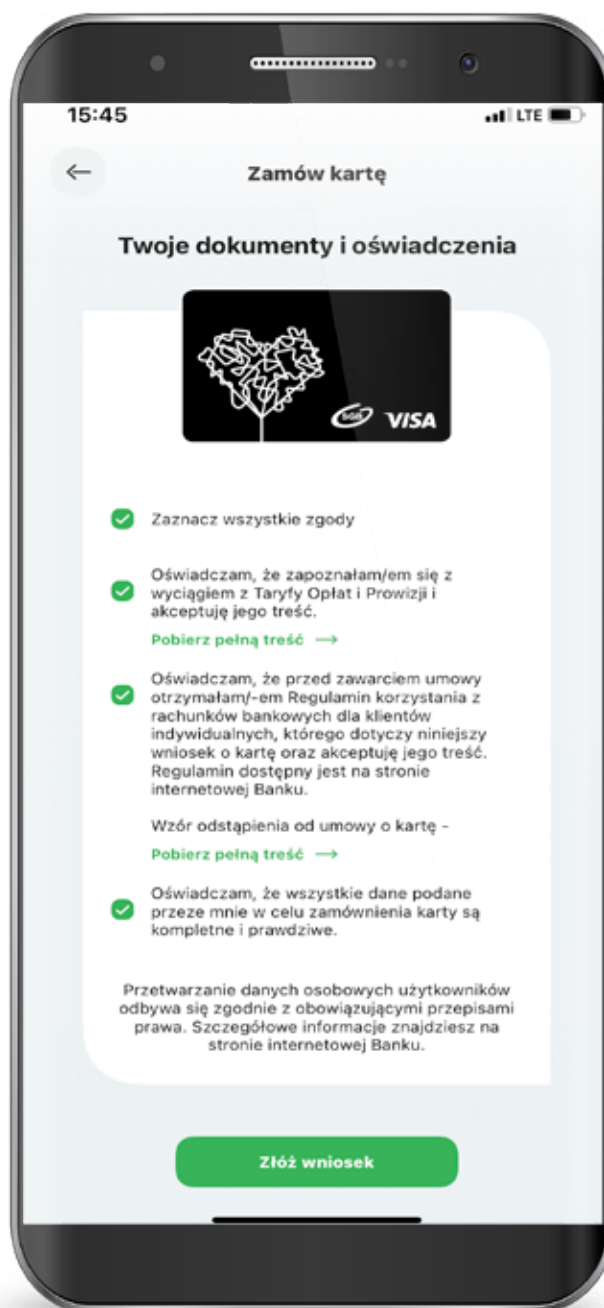 15:45
LTE
Zamów kartę
Twoje dokumenty i oświadczenia
SGB VISA
Zaznacz wszystkie zgody
Oświadczam, że zapoznałam/em się z
wyciągiem z Taryfy Opłat i Prowizji i
akceptuję jego treść.
Pobierz pełną treść →
Oświadczam, że przed zawarciem umowy
otrzymałam/-em Regulamin korzystania z
rachunków bankowych dla klientów
indywidualnych, którego dotyczy niniejszy
wniosek o kartę oraz akceptuję jego treść.
Regulamin dostępny jest na stronie
internetowej Banku.
Wzór odstąpienia od umowy o kartę –
Pobierz pełną treść →
Oświadczam, że wszystkie dane podane
przeze mnie w celu zamównienia karty są
kompletne i prawdziwe.
Przetwarzanie danych osobowych użytkowników
odbywa się zgodnie z obowiązującymi przepisami
prawa. Szczegółowe informacje znajdziesz na
stronie internetowej Banku.
Złóż wniosek